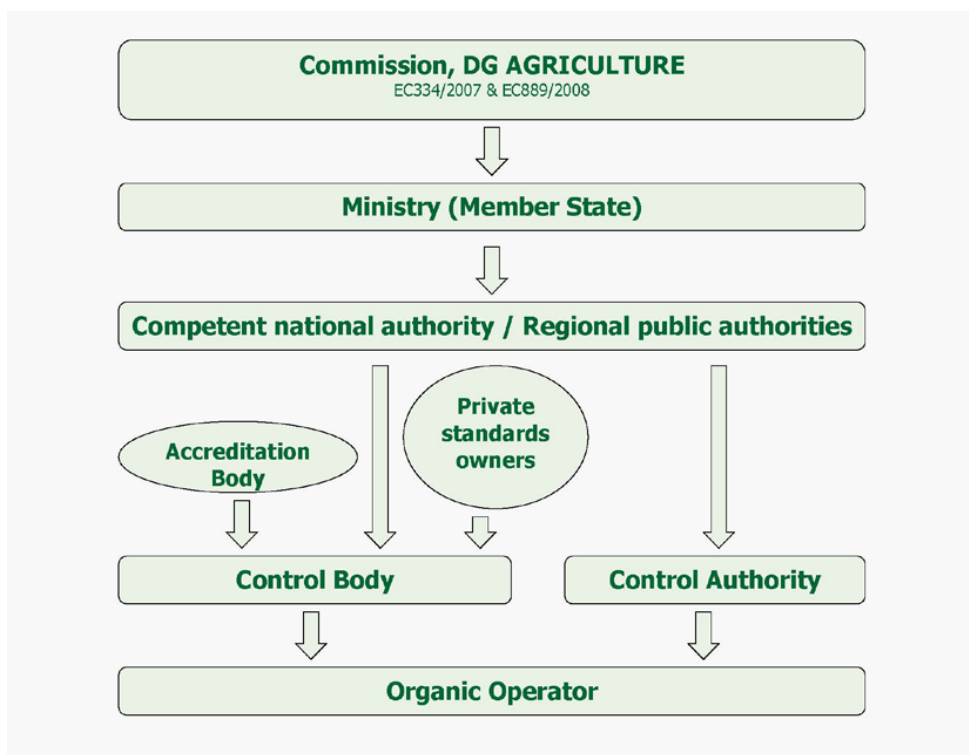 Commission, DG AGRICULTURE
EC334/2007 & EC889/2008
Ministry (Member State)
Competent national authority / Regional public authorities
Private
standards
owners
Accreditation
Body
Control Body
Control Authority
Organic Operator